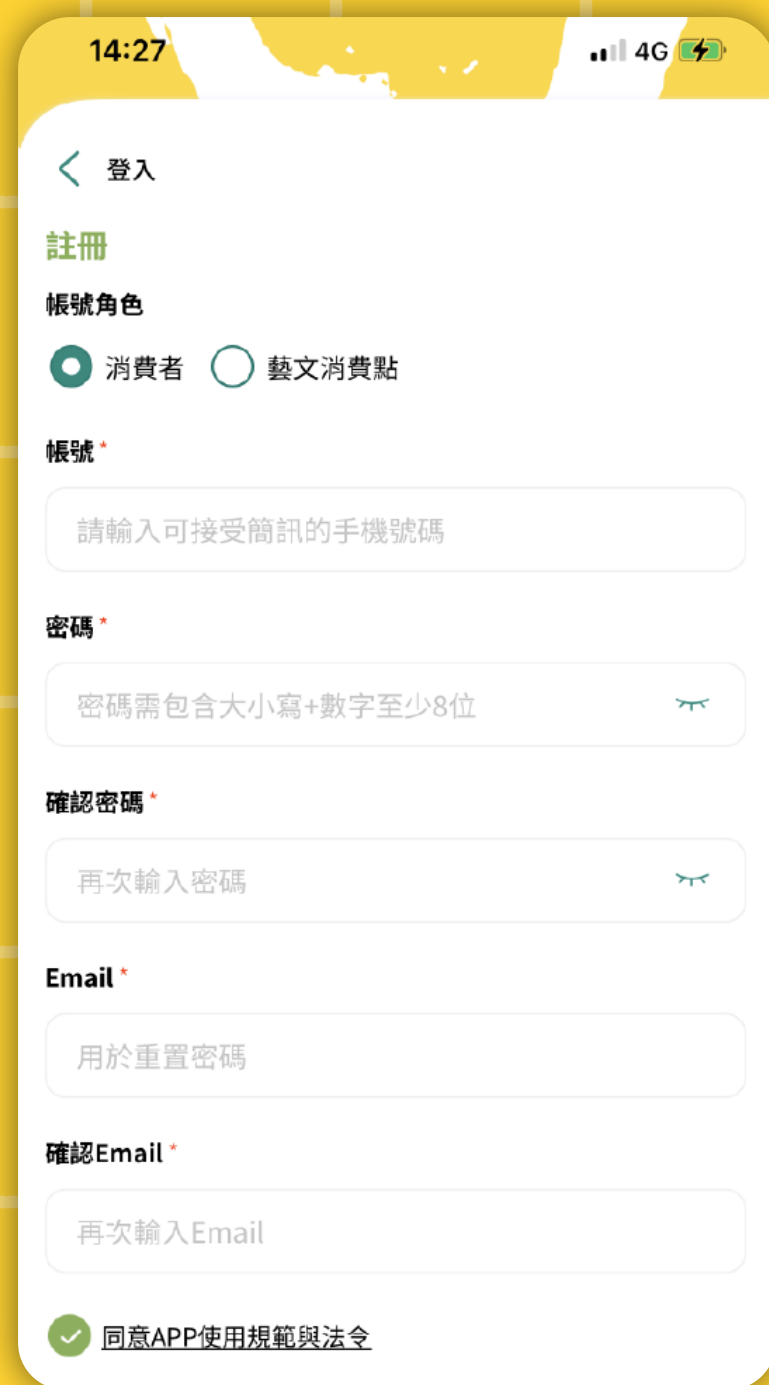 14:27
4G
登入
註冊
帳號角色
消費者 藝文消費點
帳號*
請輸入可接受簡訊的手機號碼
密碼*
密碼需包含大小寫+數字至少8位
確認密碼*
再次輸入密碼
Email*
用於重置密碼
確認Email*
再次輸入Email
同意APP使用規範與法令